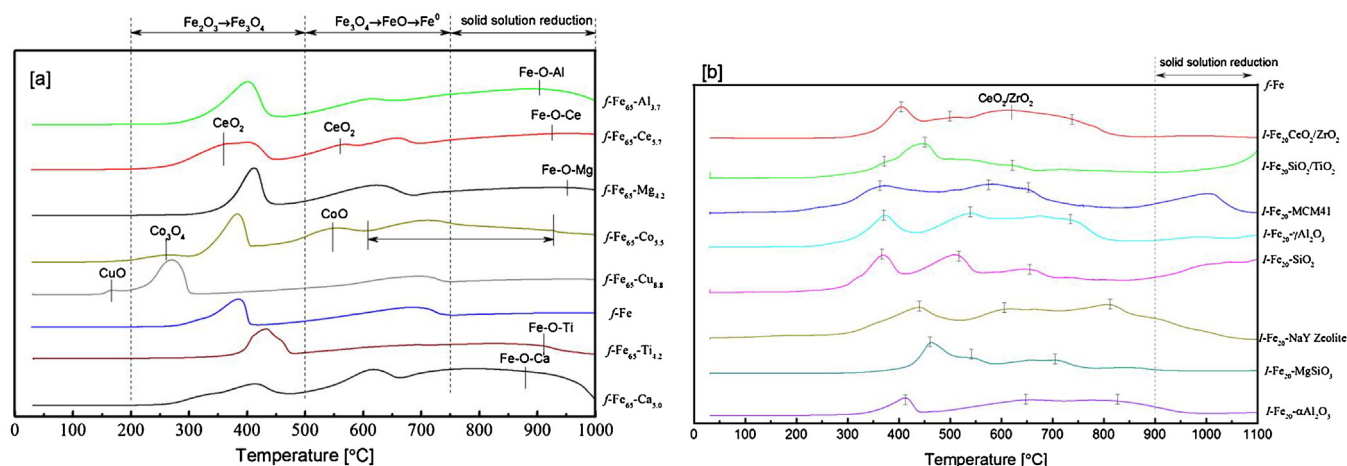 Fe₂O₃→Fe₃O₄
Fe₃O₄→FeO→Fe⁰
solid solution reduction
[a]
Fe-O-Al
f-Fe₆₅-Al₃.₇
CeO₂
CeO₂
Fe-O-Ce
f-Fe₆₅-Ce₅.₇
Fe-O-Mg
f-Fe₆₅-Mg₄.₂
Co₃O₄
CoO
f-Fe₆₅-Co₅.₅
CuO
f-Fe₆₅-Cu₈.₈
f-Fe
Fe-O-Ti
f-Fe₆₅-Ti₄.₂
Fe-O-Ca
f-Fe₆₅-Ca₅.₀
0 100 200 300 400 500 600 700 800 900 1000
Temperature [°C]
solid solution reduction
[b]
f-Fe
CeO₂/ZrO₂
I-Fe₂₀CeO₂/ZrO₂
I-Fe₂₀SiO₂/TiO₂
I-Fe₂₀-MCM41
I-Fe₂₀-γAl₂O₃
I-Fe₂₀-SiO₂
I-Fe₂₀-NaY Zeolite
I-Fe₂₀-MgSiO₃
I-Fe₂₀-αAl₂O₃
0 100 200 300 400 500 600 700 800 900 1000 1100
Temperature [°C]